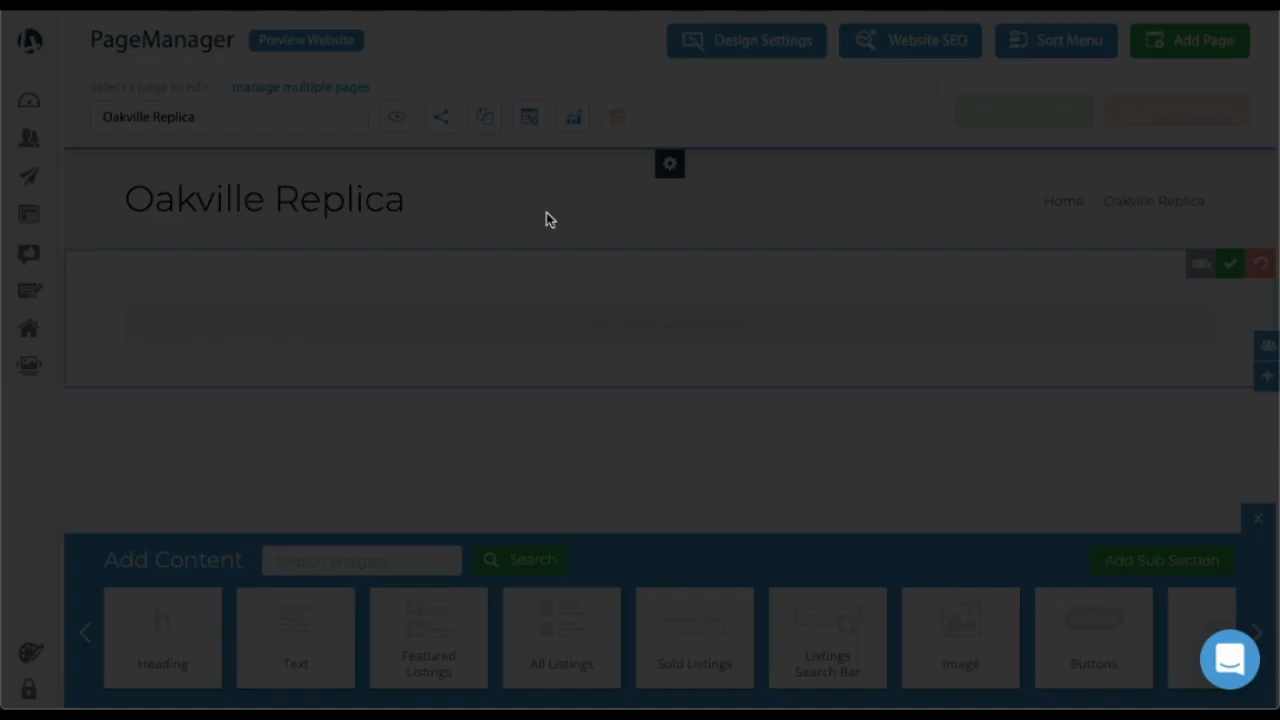 PageManager
Preview Website
Design Settings
Website SEO
Sort Menu
Add Page
Select a page to edit
manage multiple pages
Oakville Replica
Oakville Replica
Home
Oakville Replica
X
Add Content
Search widgets
Search
Add Sub Section
Heading
Text
Featured
Listings
All Listings
Sold Listings
Listings
Search Bar
Image
Buttons